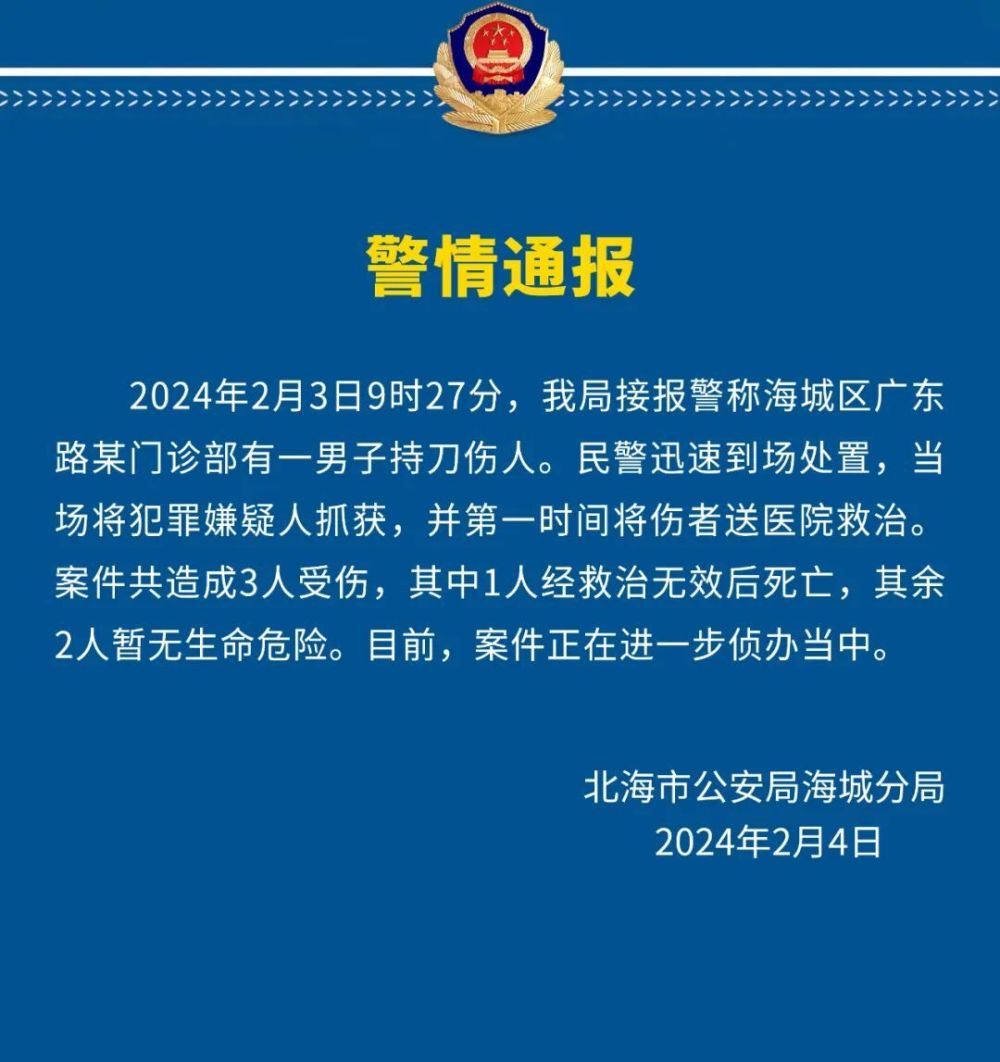 警情通报
2024年2月3日9时27分，我局接报警称海城区广东
路某门诊部有一男子持刀伤人。民警迅速到场处置，当
场将犯罪嫌疑人抓获，并第一时间将伤者送医院救治。
案件共造成3人受伤，其中1人经救治无效后死亡，其余
2人暂无生命危险。目前，案件正在进一步侦办当中。
北海市公安局海城分局
2024年2月4日